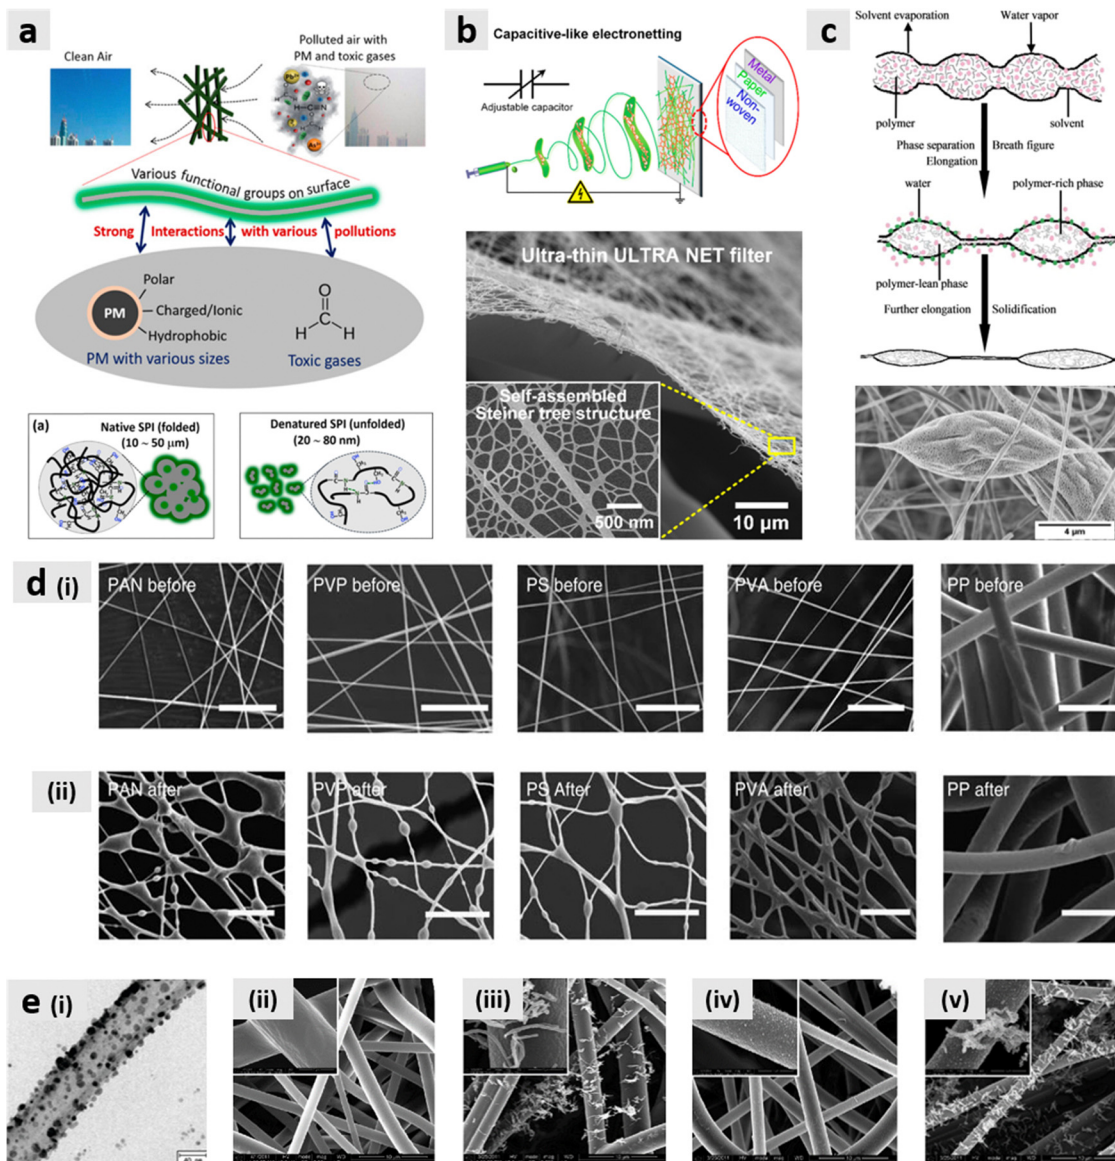 a
Clean Air
Polluted air with
PM and toxic gases
Pb²⁺
H—C≡N
As³⁺
Various functional groups on surface
Strong Interactions with various pollutions
Polar
PM
Charged/Ionic
Hydrophobic
PM with various sizes
O
C
H H
Toxic gases
(a)
Native SPI (folded)
(10 ~ 50 μm)
Denatured SPI (unfolded)
(20 ~ 80 nm)
b
Capacitive-like electronetting
Adjustable capacitor
Metal
Paper
Non-
woven
Ultra-thin ULTRA NET filter
Self-assembled
Steiner tree structure
500 nm
10 μm
c
Solvent evaporation
Water vapor
polymer
solvent
Phase separation
Breath figure
Elongation
water
polymer-rich phase
polymer-lean phase
Further elongation
Solidification
4 μm
d (i)
PAN before
PVP before
PS before
PVA before
PP before
(ii)
PAN after
PVP after
PS After
PVA after
PP after
e (i)
(ii)
(iii)
(iv)
(v)